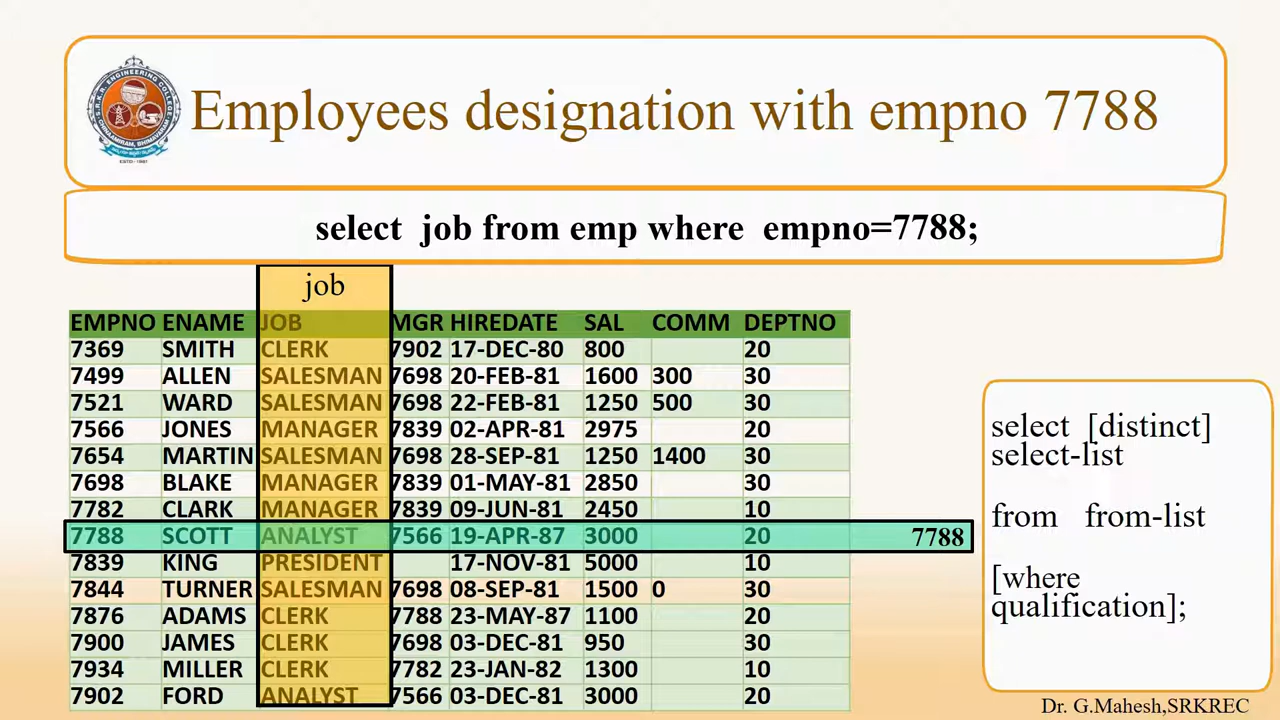 Employees designation with empno 7788
select job from emp where empno=7788;
job
EMPNO ENAME JOB MGR HIREDATE SAL COMM DEPTNO
7369 SMITH CLERK 7902 17-DEC-80 800 20
7499 ALLEN SALESMAN 7698 20-FEB-81 1600 300 30
7521 WARD SALESMAN 7698 22-FEB-81 1250 500 30
7566 JONES MANAGER 7839 02-APR-81 2975 20
7654 MARTIN SALESMAN 7698 28-SEP-81 1250 1400 30
7698 BLAKE MANAGER 7839 01-MAY-81 2850 30
7782 CLARK MANAGER 7839 09-JUN-81 2450 10
7788 SCOTT ANALYST 7566 19-APR-87 3000 20 7788
7839 KING PRESIDENT 17-NOV-81 5000 10
7844 TURNER SALESMAN 7698 08-SEP-81 1500 0 30
7876 ADAMS CLERK 7788 23-MAY-87 1100 20
7900 JAMES CLERK 7698 03-DEC-81 950 30
7934 MILLER CLERK 7782 23-JAN-82 1300 10
7902 FORD ANALYST 7566 03-DEC-81 3000 20
select [distinct]
select-list
from from-list
[where
qualification];
Dr. G.Mahesh,SRKREC